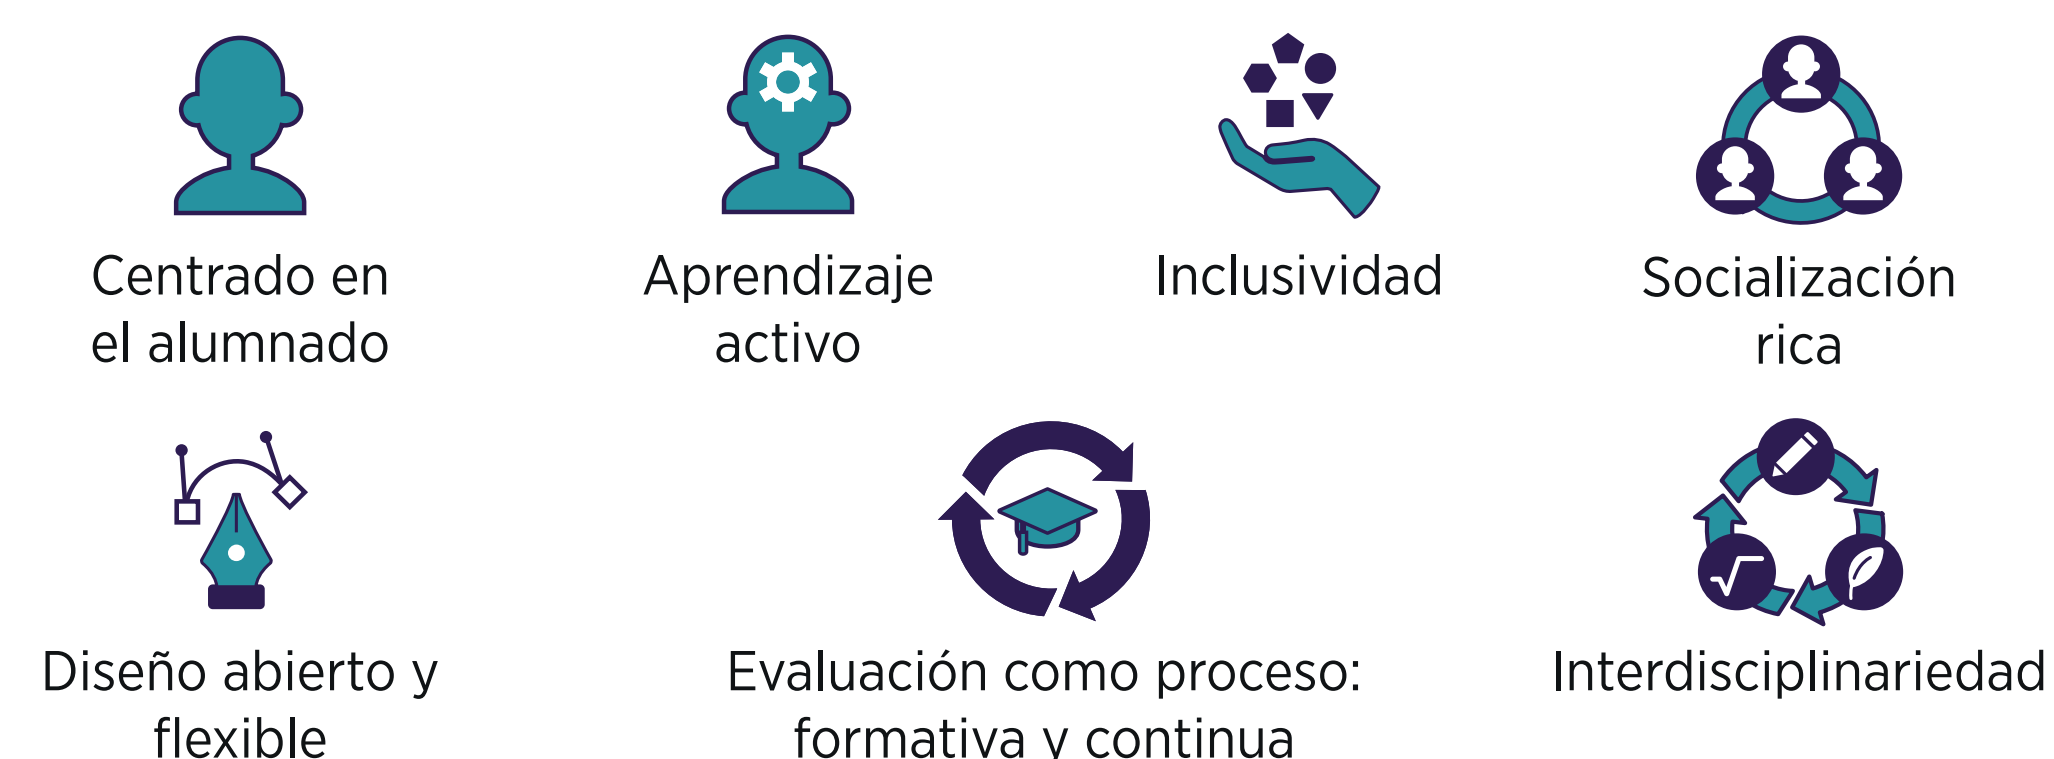 Centrado en
el alumnado
Aprendizaje
activo
Inclusividad
Socialización
rica
Diseño abierto y
flexible
Evaluación como proceso:
formativa y continua
Interdisciplinariedad